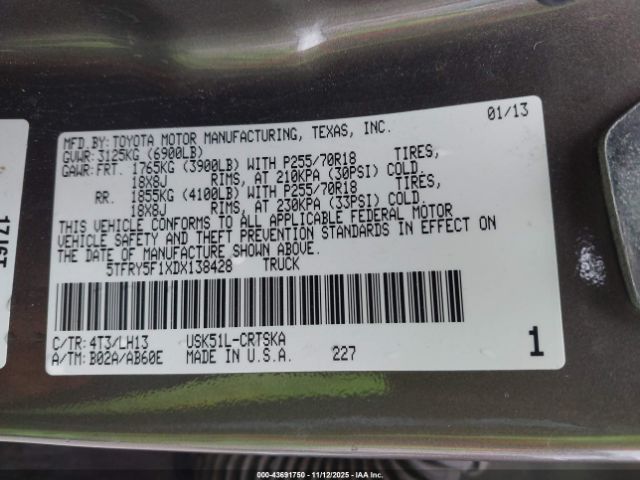 01/13
MFD.BY: TOYOTA MOTOR MANUFACTURING, TEXAS, INC.
GVWR: 3125KG (6900LB)
GAWR: FRT. 1765KG (3900LB) WITH P255/70R18 TIRES,
18X8J RIMS, AT 210KPA (30PSI) COLD
RR. 1855KG (4100LB) WITH P255/70R18 TIRES,
18X8J RIMS, AT 230KPA (33PSI) COLD.
THIS VEHICLE CONFORMS TO ALL APPLICABLE FEDERAL MOTOR
VEHICLE SAFETY AND THEFT PREVENTION STANDARDS IN EFFECT ON
THE DATE OF MANUFACTURE SHOWN ABOVE.
5TFRY5F1XDX138428 TRUCK
C/TR: 4T3/LH13 USK51L-CRTSKA
A/TM: B02A/AB60E MADE IN U.S.A. 227 1
000-43691750 - 11/12/2025 - IAA Inc.